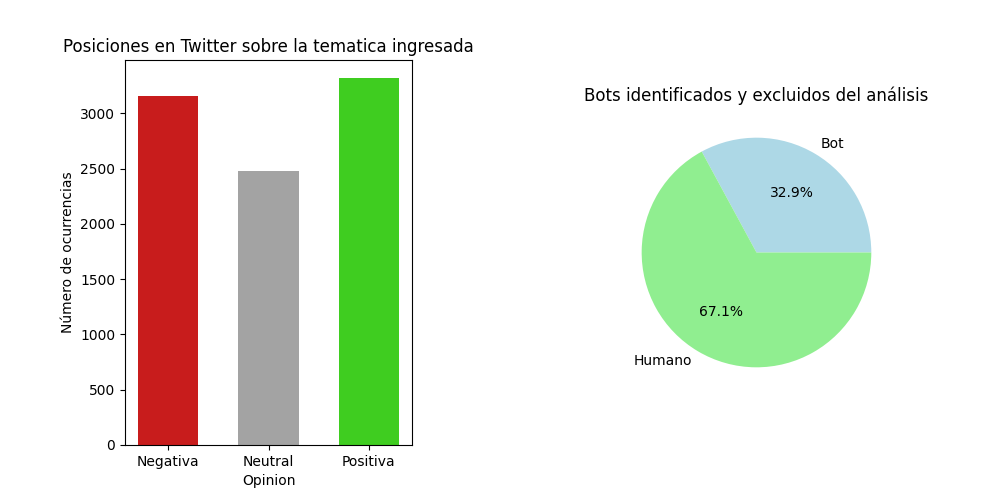 Posiciones en Twitter sobre la tematica ingresada
Número de ocurrencias
3000
2500
2000
1500
1000
500
0
Negativa
Neutral
Positiva
Opinion
Bots identificados y excluidos del análisis
Bot
32.9%
67.1%
Humano